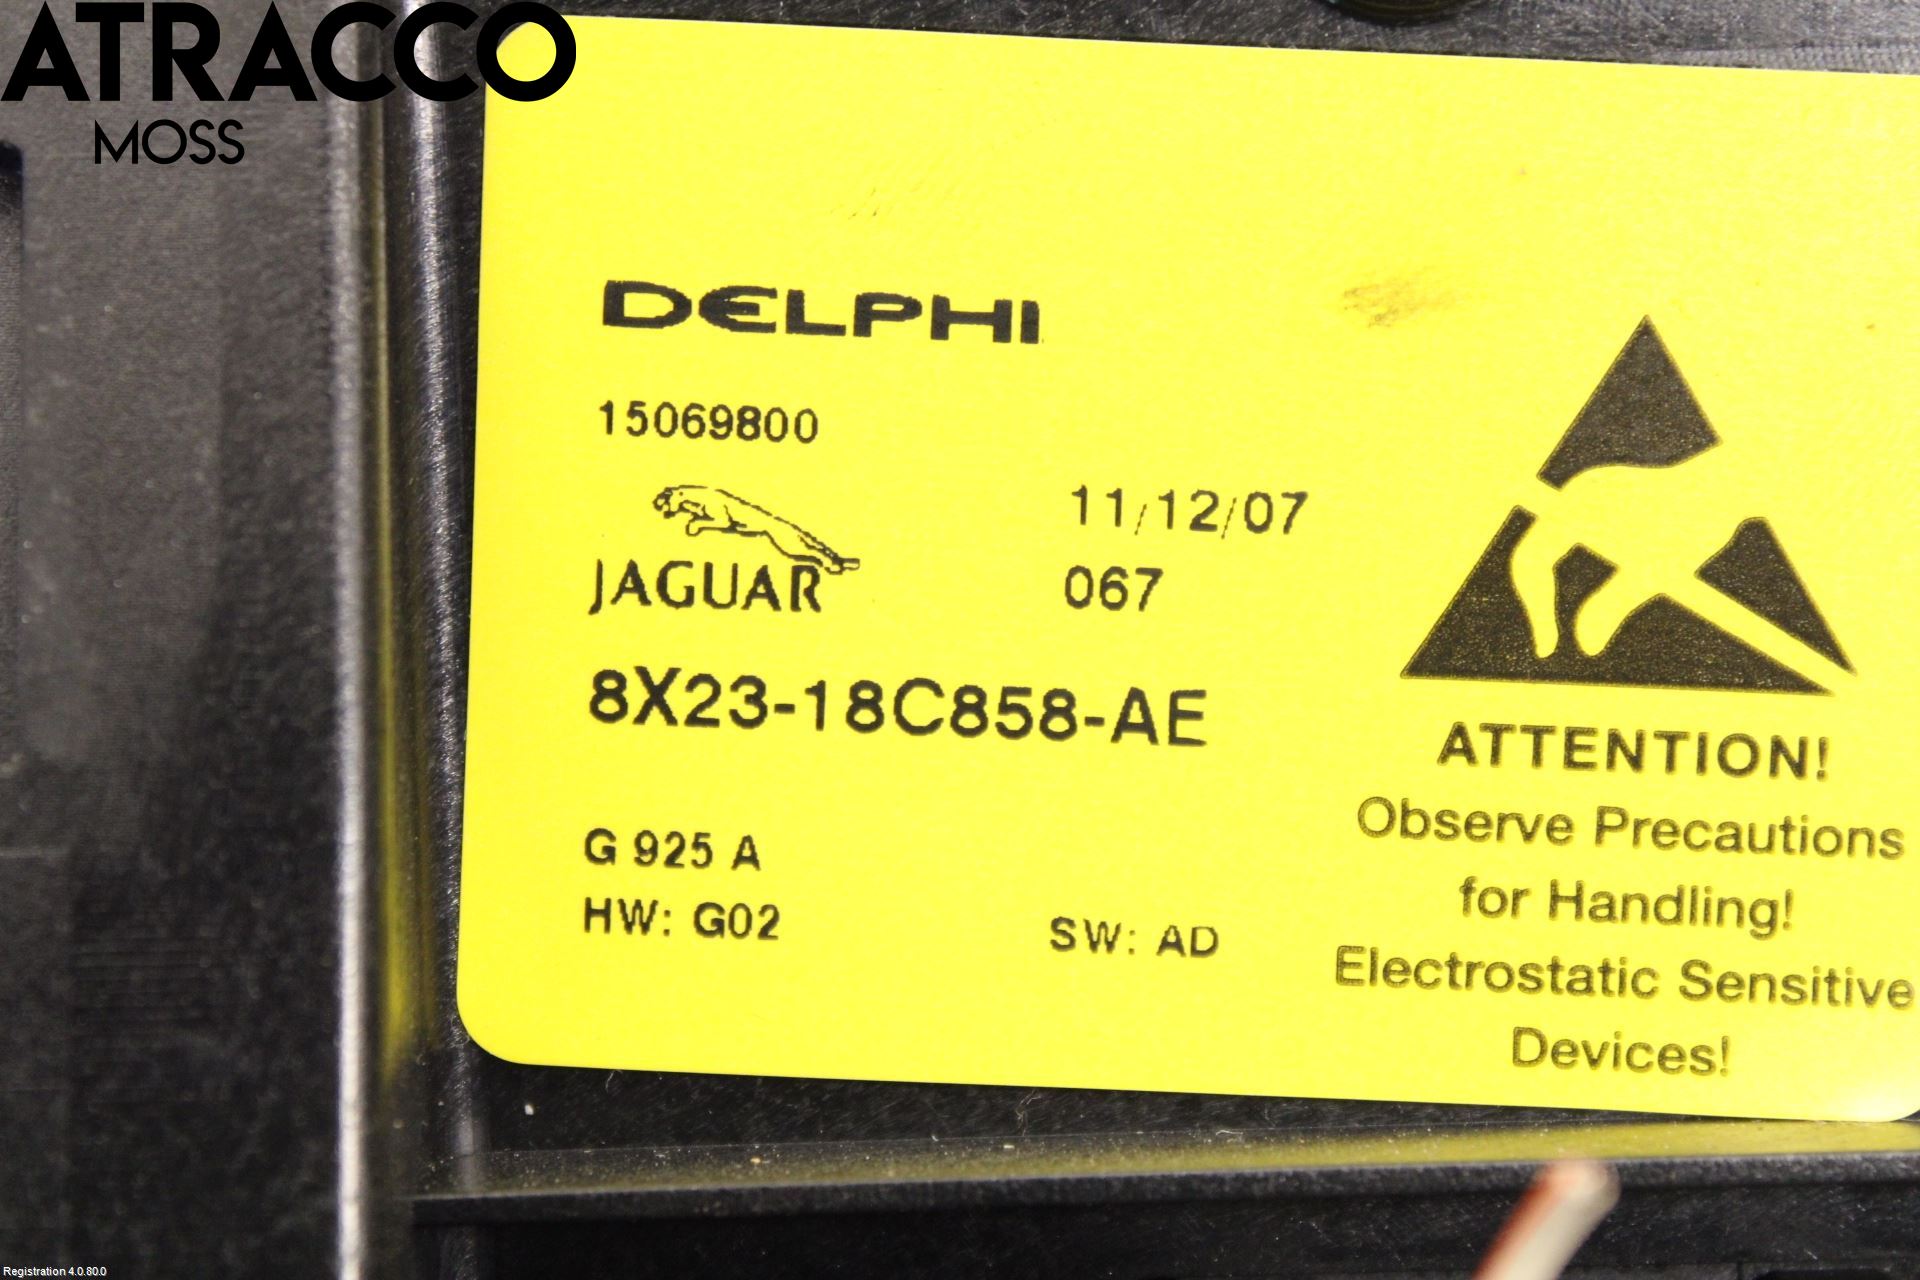 ATRACCO
MOSS
DELPHI
15069800
JAGUAR
11/12/07
067
8X23-18C858-AE
G 925 A
HW: G02
SW: AD
ATTENTION!
Observe Precautions
for Handling!
Electrostatic Sensitive
Devices!
Registration 4.0.80.0